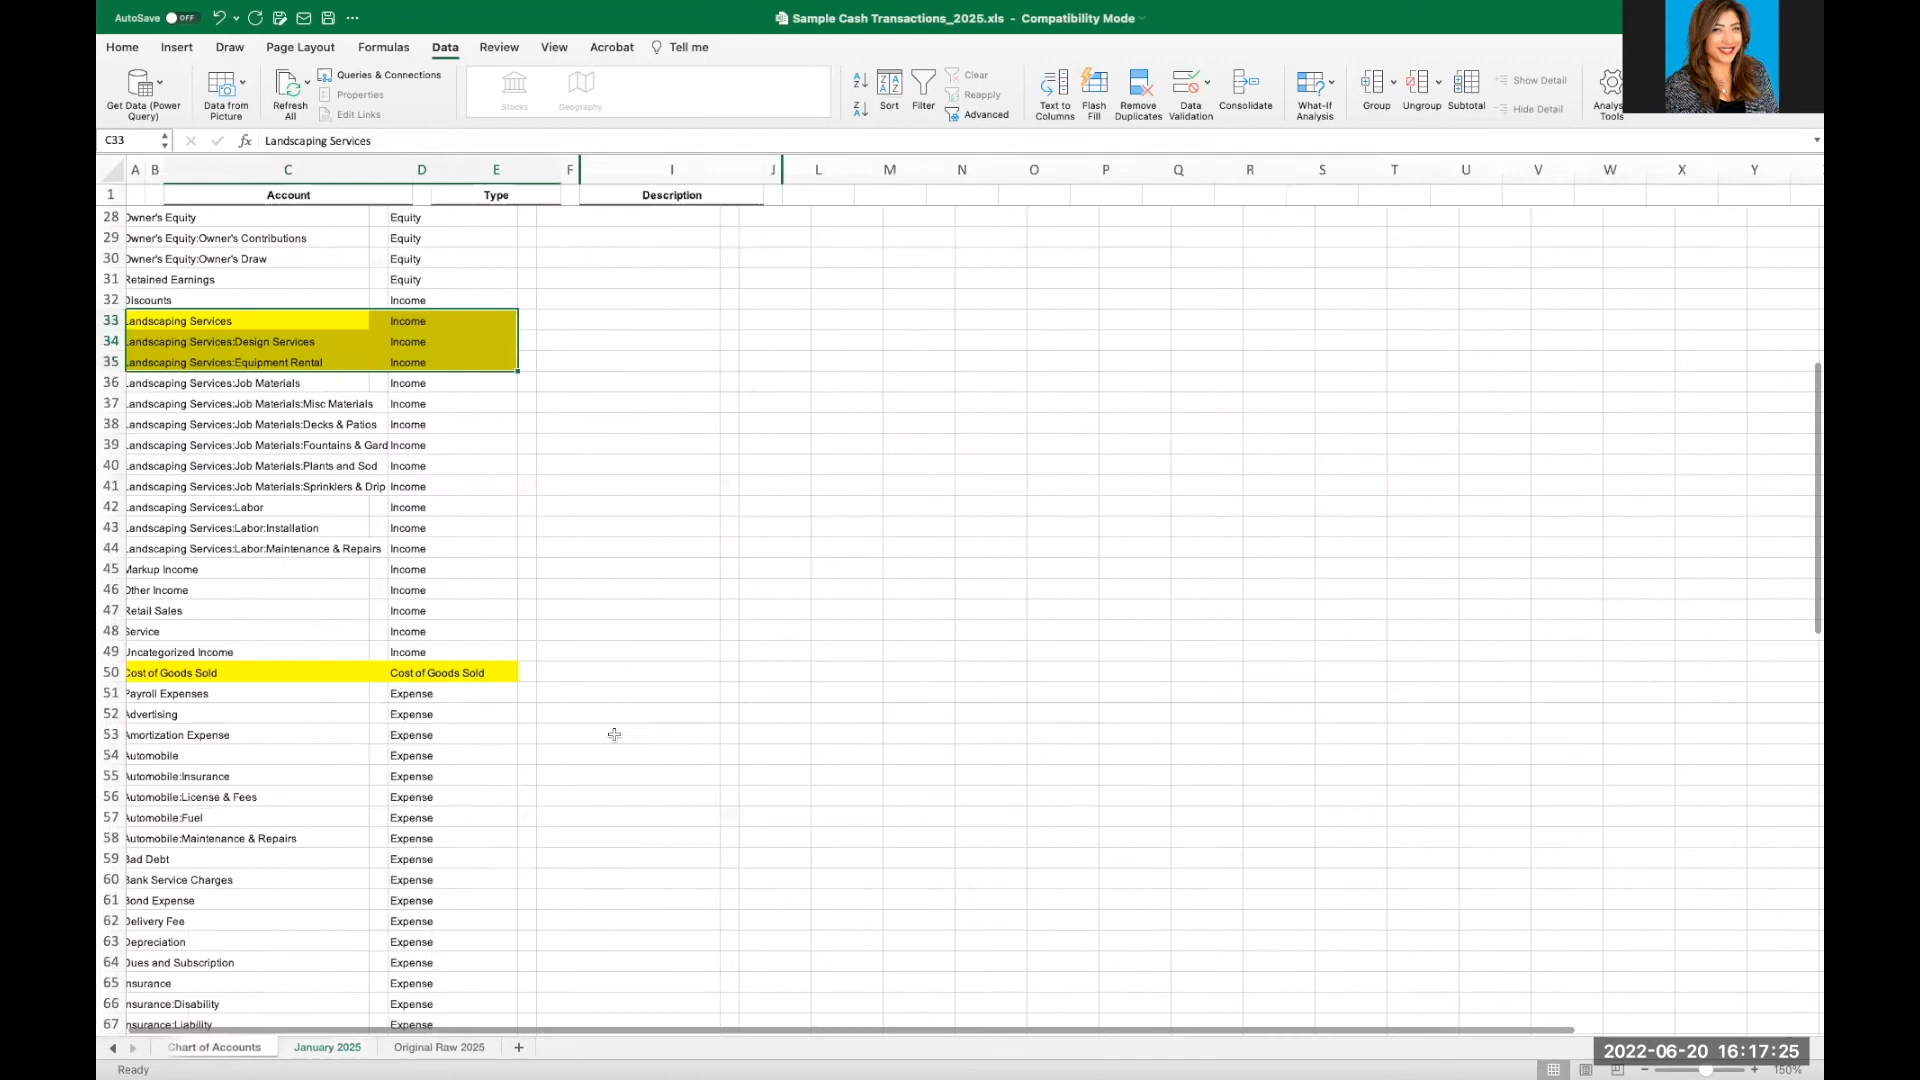 AutoSave OFF
Sample Cash Transactions_2025.xls - Compatibility Mode
Home Insert Draw Page Layout Formulas Data Review View Acrobat Tell me
Get Data (Power Query)
Data from Picture
Refresh All
Queries & Connections
Properties
Edit Links
Stocks
Geography
Sort
Filter
Clear
Reapply
Advanced
Text to Columns
Flash Fill
Remove Duplicates
Data Validation
Consolidate
What-If Analysis
Group
Ungroup
Subtotal
Show Detail
Hide Detail
Analys
Tools
C33 fx Landscaping Services
A B C D E F I J L M N O P Q R S T U V W X Y
1 Account Type Description
28 Owner's Equity Equity
29 Owner's Equity:Owner's Contributions Equity
30 Owner's Equity:Owner's Draw Equity
31 Retained Earnings Equity
32 Discounts Income
33 Landscaping Services Income
34 Landscaping Services:Design Services Income
35 Landscaping Services:Equipment Rental Income
36 Landscaping Services:Job Materials Income
37 Landscaping Services:Job Materials:Misc Materials Income
38 Landscaping Services:Job Materials:Decks & Patios Income
39 Landscaping Services:Job Materials:Fountains & Gard Income
40 Landscaping Services:Job Materials:Plants and Sod Income
41 Landscaping Services:Job Materials:Sprinklers & Drip Income
42 Landscaping Services:Labor Income
43 Landscaping Services:Labor:Installation Income
44 Landscaping Services:Labor:Maintenance & Repairs Income
45 Markup Income Income
46 Other Income Income
47 Retail Sales Income
48 Service Income
49 Uncategorized Income Income
50 Cost of Goods Sold Cost of Goods Sold
51 Payroll Expenses Expense
52 Advertising Expense
53 Amortization Expense Expense
54 Automobile Expense
55 Automobile:Insurance Expense
56 Automobile:License & Fees Expense
57 Automobile:Fuel Expense
58 Automobile:Maintenance & Repairs Expense
59 Bad Debt Expense
60 Bank Service Charges Expense
61 Bond Expense Expense
62 Delivery Fee Expense
63 Depreciation Expense
64 Dues and Subscription Expense
65 Insurance Expense
66 Insurance:Disability Expense
67 Insurance:Liability Expense
Chart of Accounts January 2025 Original Raw 2025
2022-06-20 16:17:25
Ready
150%